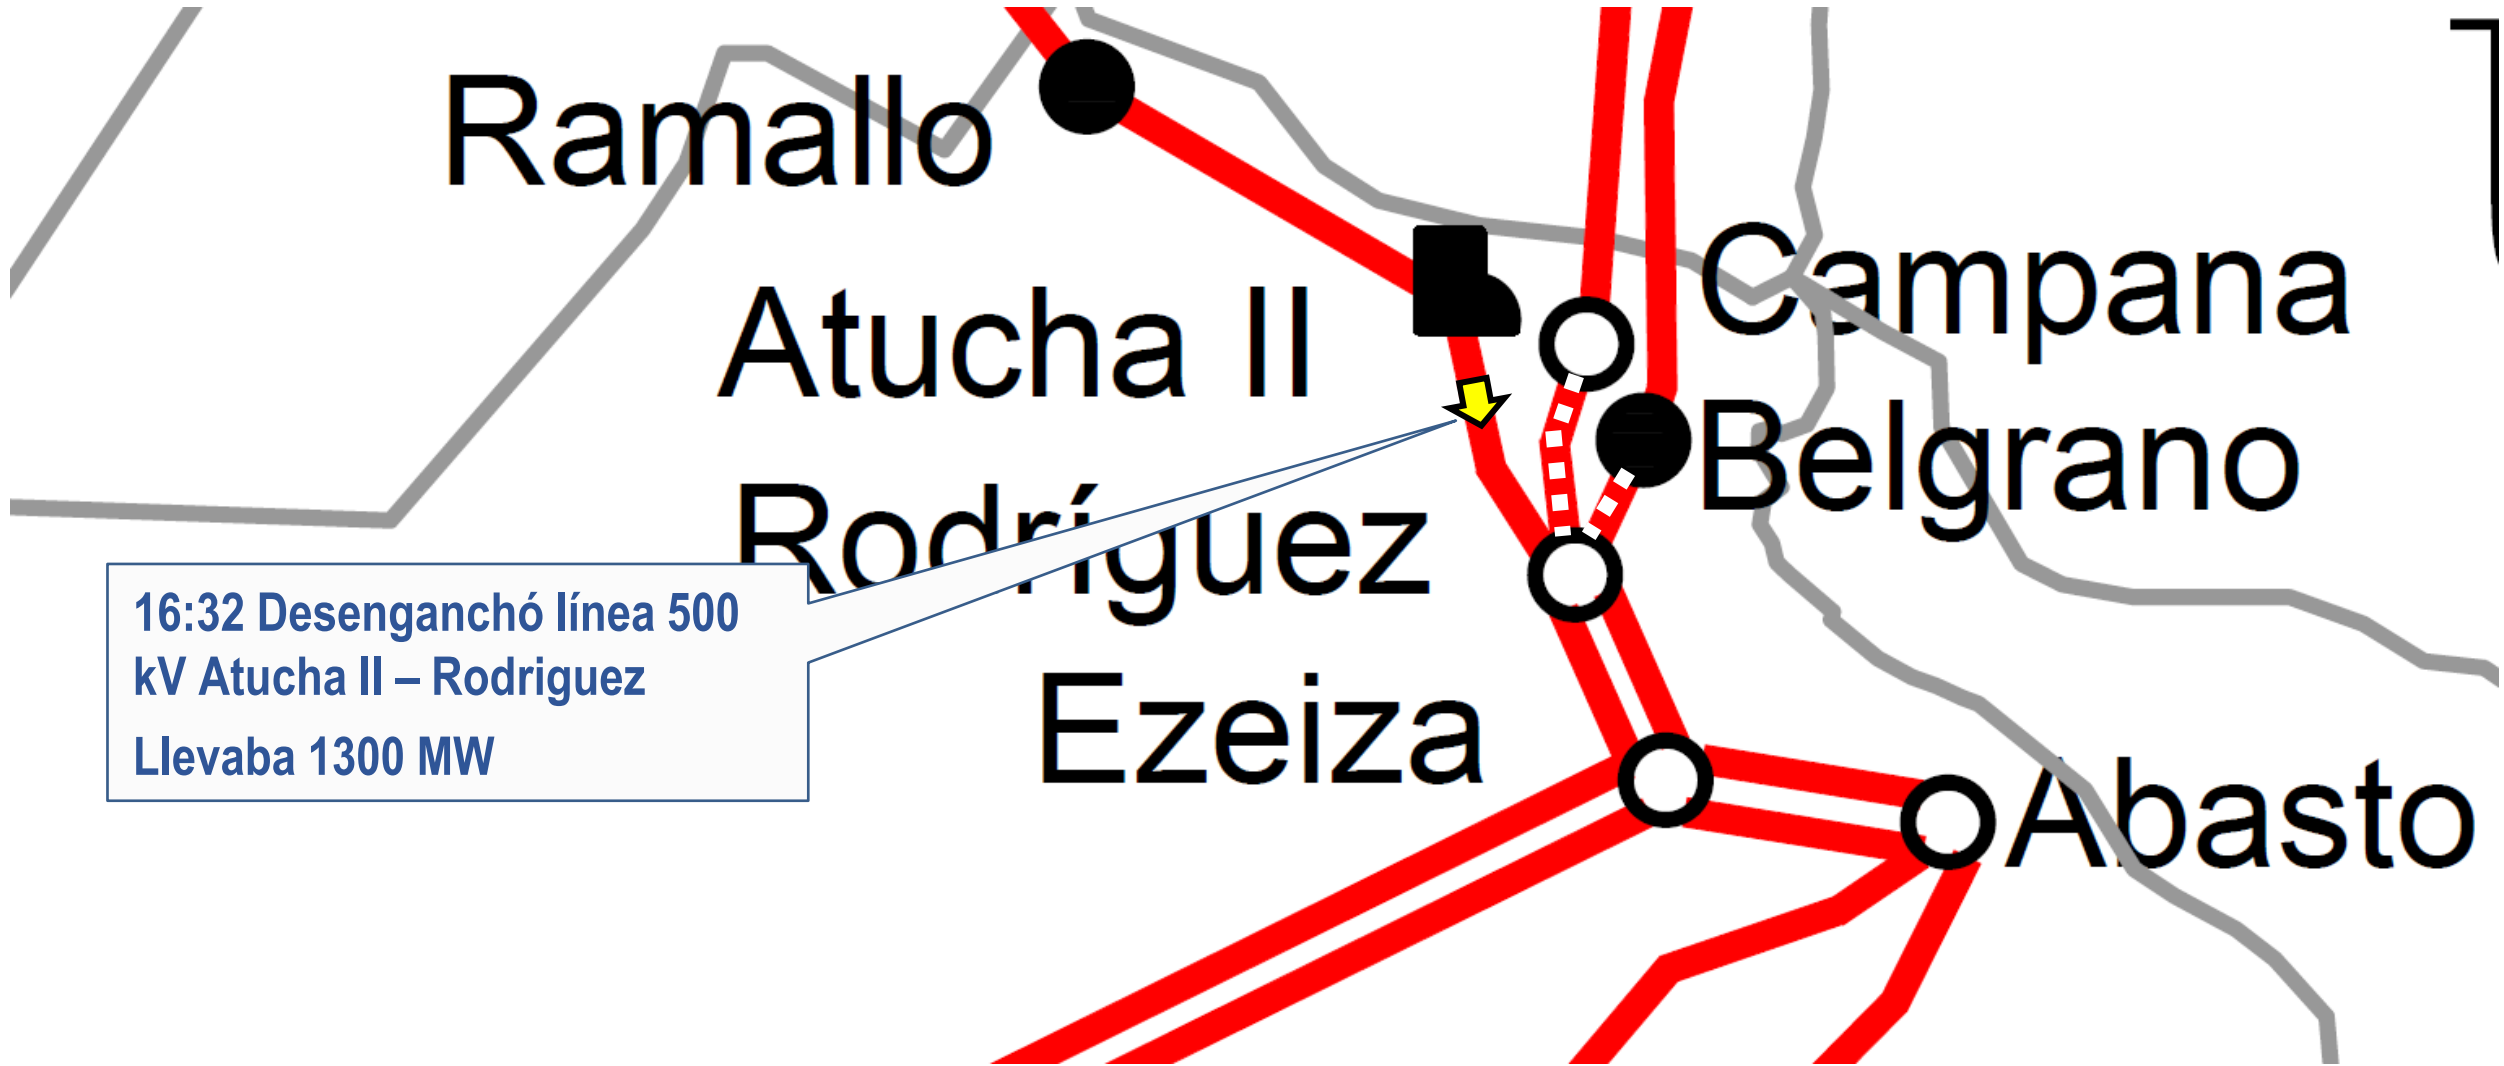 Ramallo
Campana
Atucha II
Belgrano
Rodríguez
16:32 Desenganchó línea 500
kV Atucha II – Rodriguez
Llevaba 1300 MW
Ezeiza
Abasto